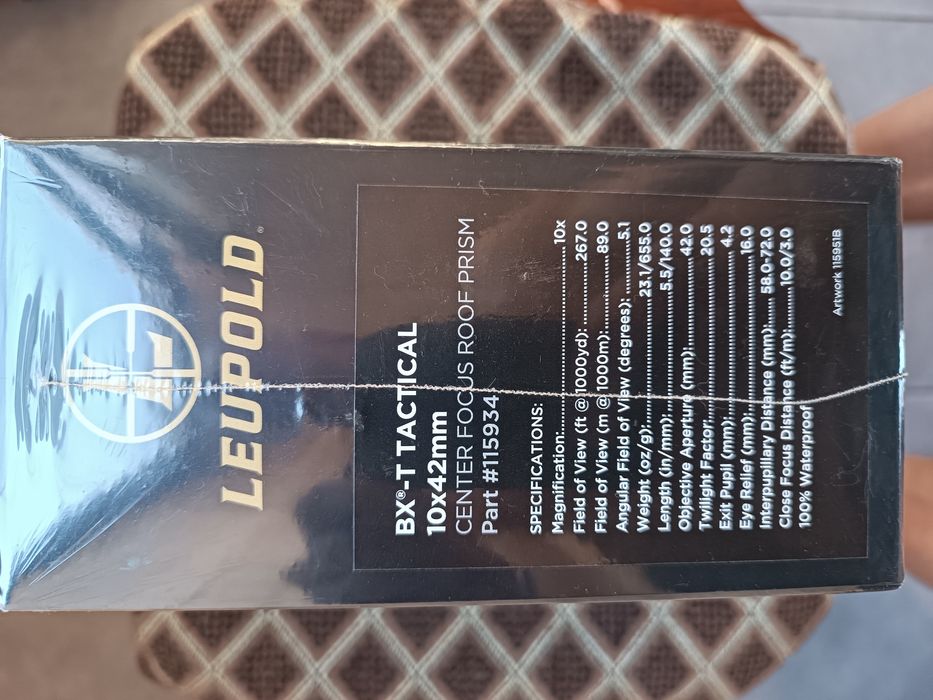 LEUPOLD®
BX®-T TACTICAL
10x42mm
CENTER FOCUS ROOF PRISM
Part #115934
SPECIFICATIONS:
Magnification:..........10x
Field of View (ft @ 1000yd):..........267.0
Field of View (m @ 1000m):..........89.0
Angular Field of View (degrees):..........5.1
Weight (oz/g):..........23.1/655.0
Length (in/mm):..........5.5/140.0
Objective Aperture (mm):..........42.0
Twilight Factor:..........20.5
Exit Pupil (mm):..........4.2
Eye Relief (mm):..........16.0
Interpupillary Distance (mm):..........58.0-72.0
Close Focus Distance (ft/m):..........10.0/3.0
100% Waterproof
Artwork 115951B